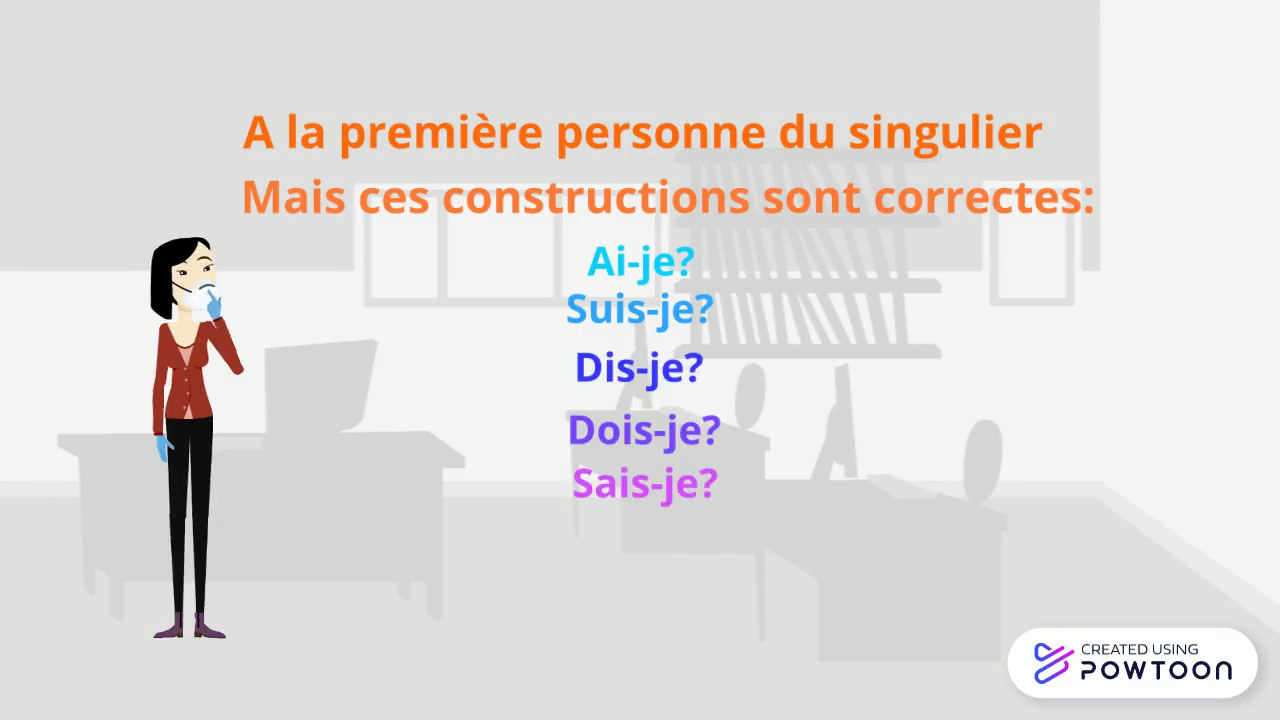 A la première personne du singulier
Mais ces constructions sont correctes:
Ai-je?
Suis-je?
Dis-je?
Dois-je?
Sais-je?
CREATED USING
POWTOON